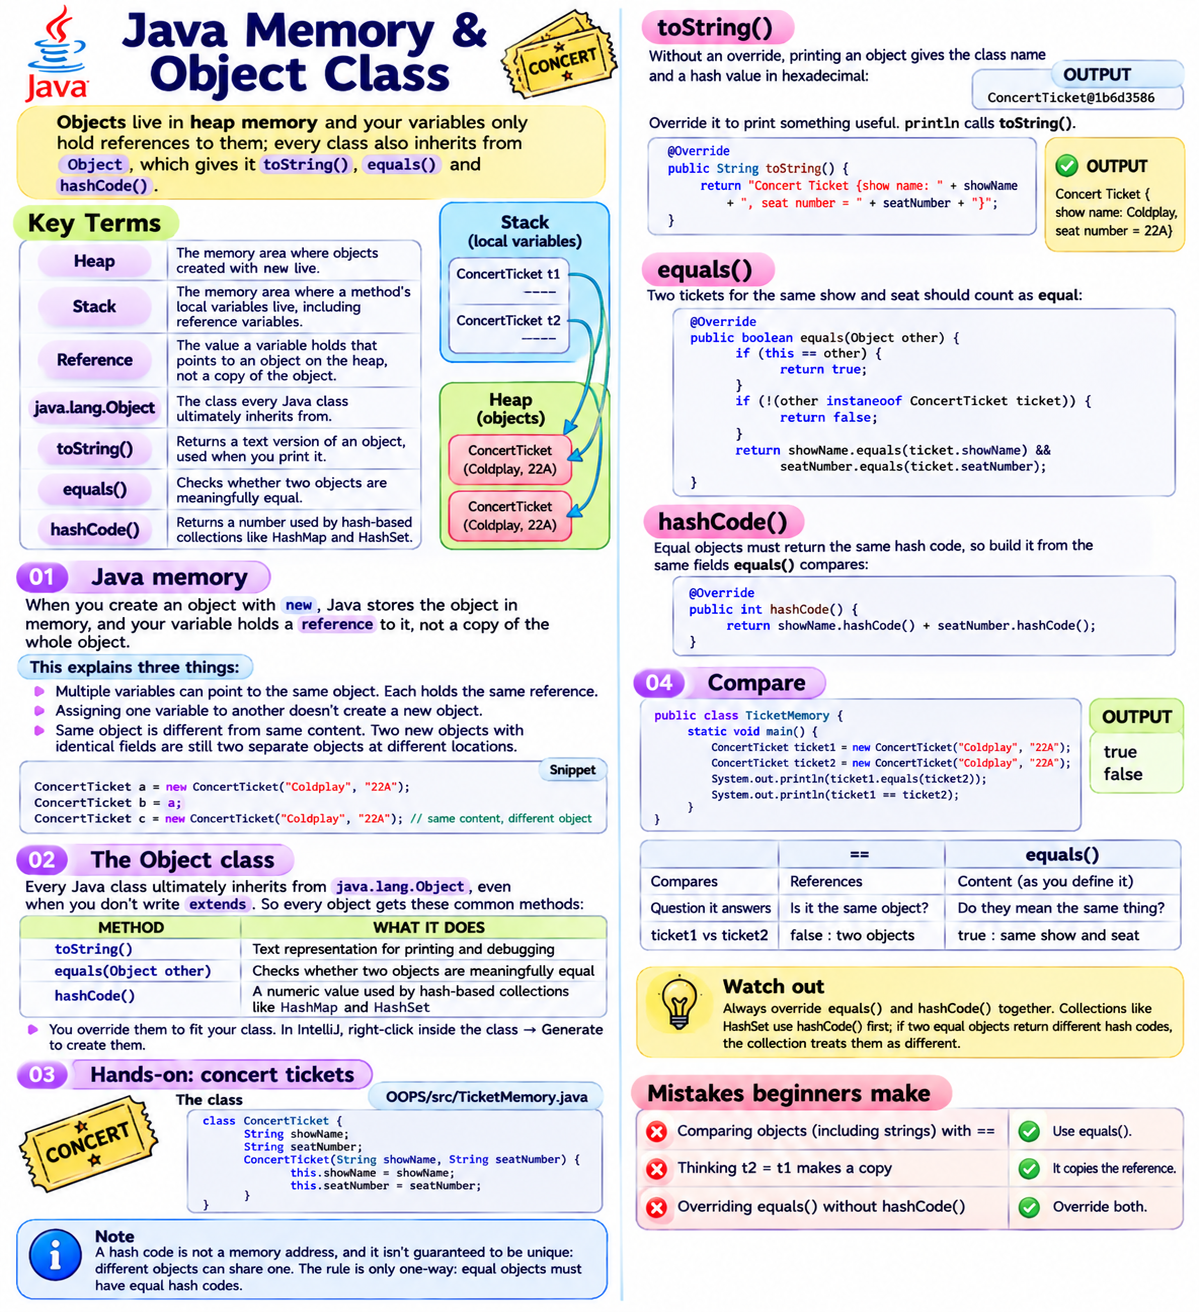 Java
Java Memory &
Object Class
CONCERT
Objects live in heap memory and your variables only
hold references to them; every class also inherits from
Object, which gives it toString(), equals() and
hashCode().
Key Terms
Heap
The memory area where objects
created with new live.
Stack
The memory area where a method's
local variables live, including
reference variables.
Reference
The value a variable holds that
points to an object on the heap,
not a copy of the object.
java.lang.Object
The class every Java class
ultimately inherits from.
toString()
Returns a text version of an object,
used when you print it.
equals()
Checks whether two objects are
meaningfully equal.
hashCode()
Returns a number used by hash-based
collections like HashMap and HashSet.
Stack
(local variables)
ConcertTicket t1
----
ConcertTicket t2
-----
Heap
(objects)
ConcertTicket
(Coldplay, 22A)
ConcertTicket
(Coldplay, 22A)
01 Java memory
When you create an object with new, Java stores the object in
memory, and your variable holds a reference to it, not a copy of the
whole object.
This explains three things:
Multiple variables can point to the same object. Each holds the same reference.
Assigning one variable to another doesn't create a new object.
Same object is different from same content. Two new objects with
identical fields are still two separate objects at different locations.
Snippet
ConcertTicket a = new ConcertTicket("Coldplay", "22A");
ConcertTicket b = a;
ConcertTicket c = new ConcertTicket("Coldplay", "22A"); // same content, different object
02 The Object class
Every Java class ultimately inherits from java.lang.Object, even
when you don't write extends. So every object gets these common methods:
METHOD WHAT IT DOES
toString() Text representation for printing and debugging
equals(Object other) Checks whether two objects are meaningfully equal
hashCode() A numeric value used by hash-based collections
like HashMap and HashSet
You override them to fit your class. In IntelliJ, right-click inside the class → Generate
to create them.
03 Hands-on: concert tickets
CONCERT
The class
OOPS/src/TicketMemory.java
class ConcertTicket {
String showName;
String seatNumber;
ConcertTicket(String showName, String seatNumber) {
this.showName = showName;
this.seatNumber = seatNumber;
}
}
Note
A hash code is not a memory address, and it isn't guaranteed to be unique:
different objects can share one. The rule is only one-way: equal objects must
have equal hash codes.
toString()
Without an override, printing an object gives the class name
and a hash value in hexadecimal:
OUTPUT
ConcertTicket@1b6d3586
Override it to print something useful. println calls toString().
@Override
public String toString() {
return "Concert Ticket {show name: " + showName
+ ", seat number = " + seatNumber + "}";
}
OUTPUT
Concert Ticket {
show name: Coldplay,
seat number = 22A}
equals()
Two tickets for the same show and seat should count as equal:
@Override
public boolean equals(Object other) {
if (this == other) {
return true;
}
if (!(other instaneof ConcertTicket ticket)) {
return false;
}
return showName.equals(ticket.showName) &&
seatNumber.equals(ticket.seatNumber);
}
hashCode()
Equal objects must return the same hash code, so build it from the
same fields equals() compares:
@Override
public int hashCode() {
return showName.hashCode() + seatNumber.hashCode();
}
04 Compare
public class TicketMemory {
static void main() {
ConcertTicket ticket1 = new ConcertTicket("Coldplay", "22A");
ConcertTicket ticket2 = new ConcertTicket("Coldplay", "22A");
System.out.println(ticket1.equals(ticket2));
System.out.println(ticket1 == ticket2);
}
}
OUTPUT
true
false
== equals()
Compares References Content (as you define it)
Question it answers Is it the same object? Do they mean the same thing?
ticket1 vs ticket2 false : two objects true : same show and seat
Watch out
Always override equals() and hashCode() together. Collections like
HashSet use hashCode() first; if two equal objects return different hash codes,
the collection treats them as different.
Mistakes beginners make
Comparing objects (including strings) with == Use equals().
Thinking t2 = t1 makes a copy It copies the reference.
Overriding equals() without hashCode() Override both.